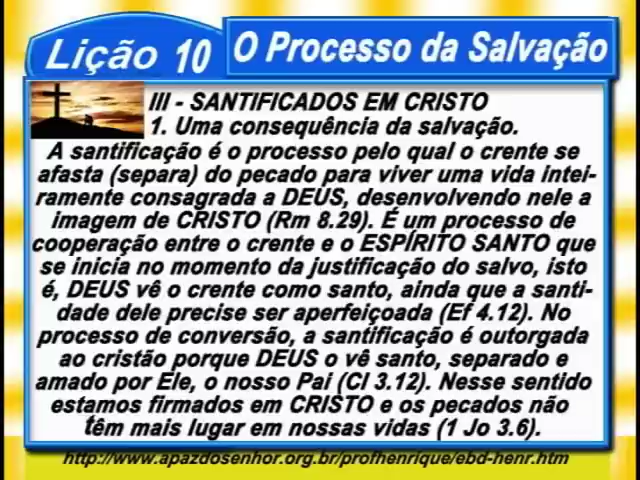 Lição 10
O Processo da Salvação
III - SANTIFICADOS EM CRISTO
1. Uma consequência da salvação.
A santificação é o processo pelo qual o crente se
afasta (separa) do pecado para viver uma vida intei-
ramente consagrada a DEUS, desenvolvendo nele a
imagem de CRISTO (Rm 8.29). É um processo de
cooperação entre o crente e o ESPÍRITO SANTO que
se inicia no momento da justificação do salvo, isto
é, DEUS vê o crente como santo, ainda que a santi-
dade dele precise ser aperfeiçoada (Ef 4.12). No
processo de conversão, a santificação é outorgada
ao cristão porque DEUS o vê santo, separado e
amado por Ele, o nosso Pai (Cl 3.12). Nesse sentido
estamos firmados em CRISTO e os pecados não
têm mais lugar em nossas vidas (1 Jo 3.6).
http://www.apazdosenhor.org.br/profhenrique/ebd-henr.htm